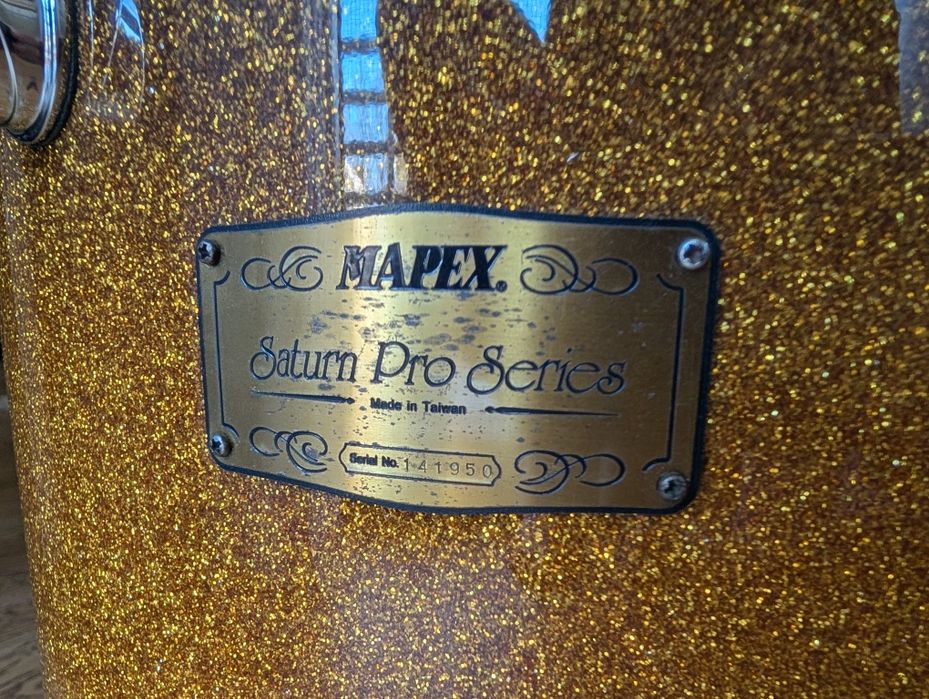 MAPEX.
Saturn Pro Series
Made in Taiwan
Serial No. 141950